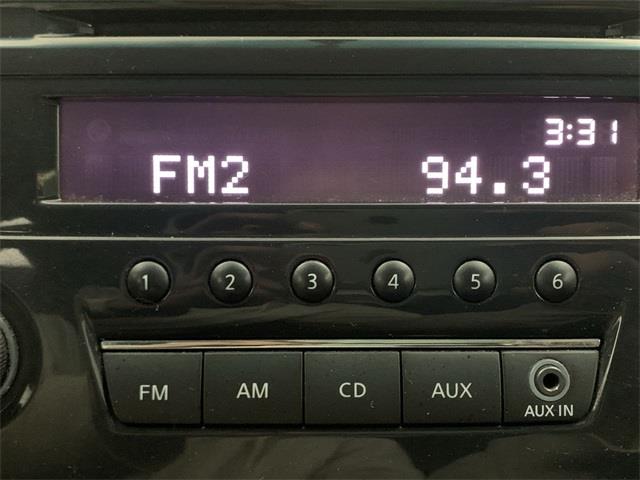 3:31
FM2 94.3
1 2 3 4 5 6
FM AM CD AUX
AUX IN